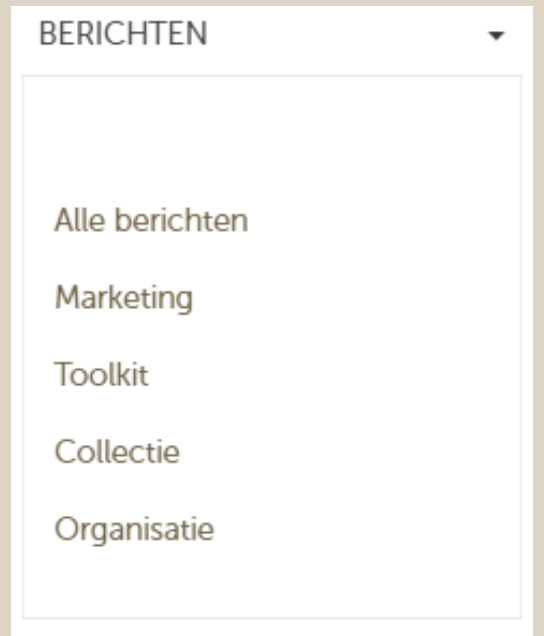 BERICHTEN
Alle berichten
Marketing
Toolkit
Collectie
Organisatie